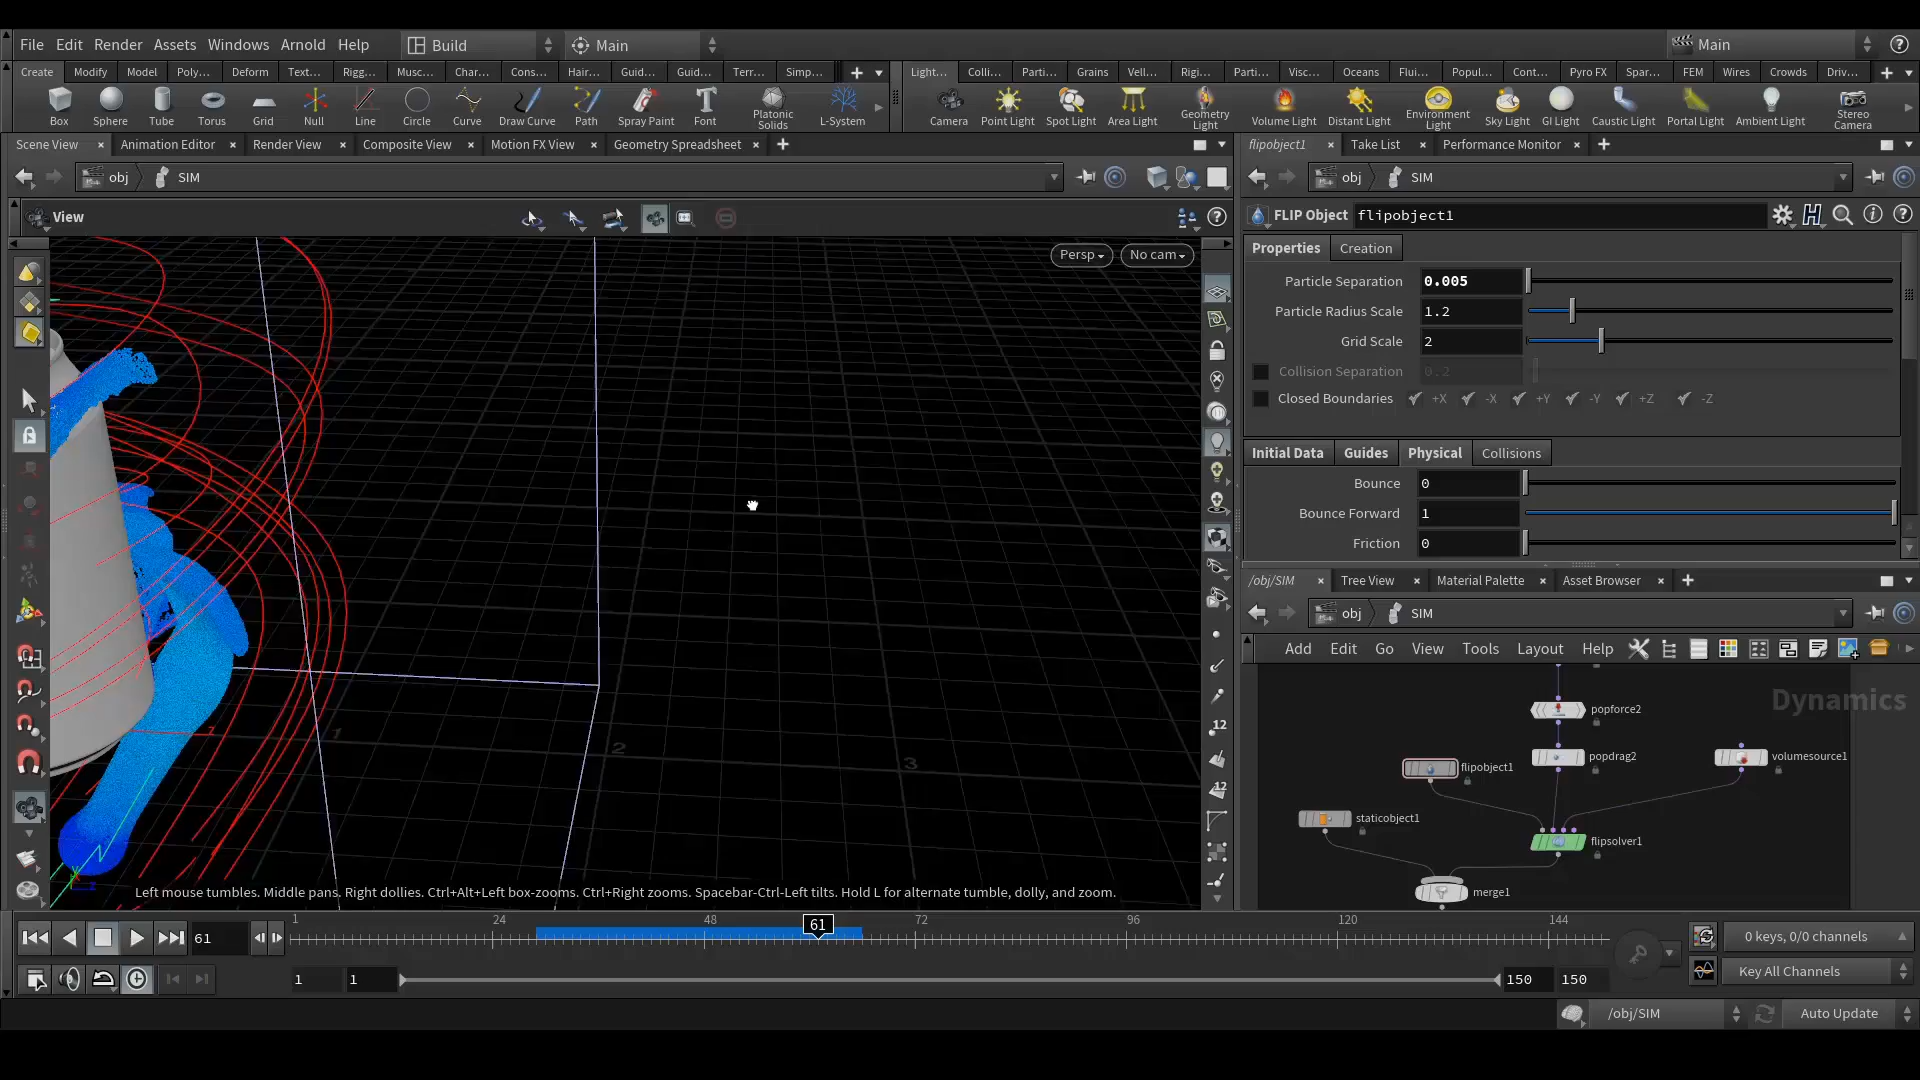 File Edit Render Assets Windows Arnold Help Build Main Main
Create Modify Model Poly... Deform Text... Rigg... Musc... Char... Cons... Hair... Guid... Guid... Terr... Simp... Light... Colli... Parti... Grains Vell... Rigi... Parti... Visc... Oceans Flui... Popul... Cont... Pyro FX Spar... FEM Wires Crowds Driv...
Box Sphere Tube Torus Grid Null Line Circle Curve Draw Curve Path Spray Paint Font Platonic Solids L-System Camera Point Light Spot Light Area Light Geometry Light Volume Light Distant Light Environment Light Sky Light GI Light Caustic Light Portal Light Ambient Light Stereo Camera
Scene View Animation Editor Render View Composite View Motion FX View Geometry Spreadsheet flipobject1 Take List Performance Monitor
obj SIM obj SIM
View
FLIP Object flipobject1
Persp No cam
Properties Creation
Particle Separation 0.005
Particle Radius Scale 1.2
Grid Scale 2
Collision Separation 0.2
Closed Boundaries +X -X +Y -Y +Z -Z
Initial Data Guides Physical Collisions
Bounce 0
Bounce Forward 1
Friction 0
/obj/SIM Tree View Material Palette Asset Browser
obj SIM
Add Edit Go View Tools Layout Help
Dynamics
popforce2
flipobject1 popdrag2 volumesource1
staticobject1
flipsolver1
merge1
1 2 3
12
12
Left mouse tumbles. Middle pans. Right dollies. Ctrl+Alt+Left box-zooms. Ctrl+Right zooms. Spacebar-Ctrl-Left tilts. Hold L for alternate tumble, dolly, and zoom.
61 1 24 48 61 72 96 120 144 0 keys, 0/0 channels
1 1 150 150 Key All Channels
/obj/SIM Auto Update